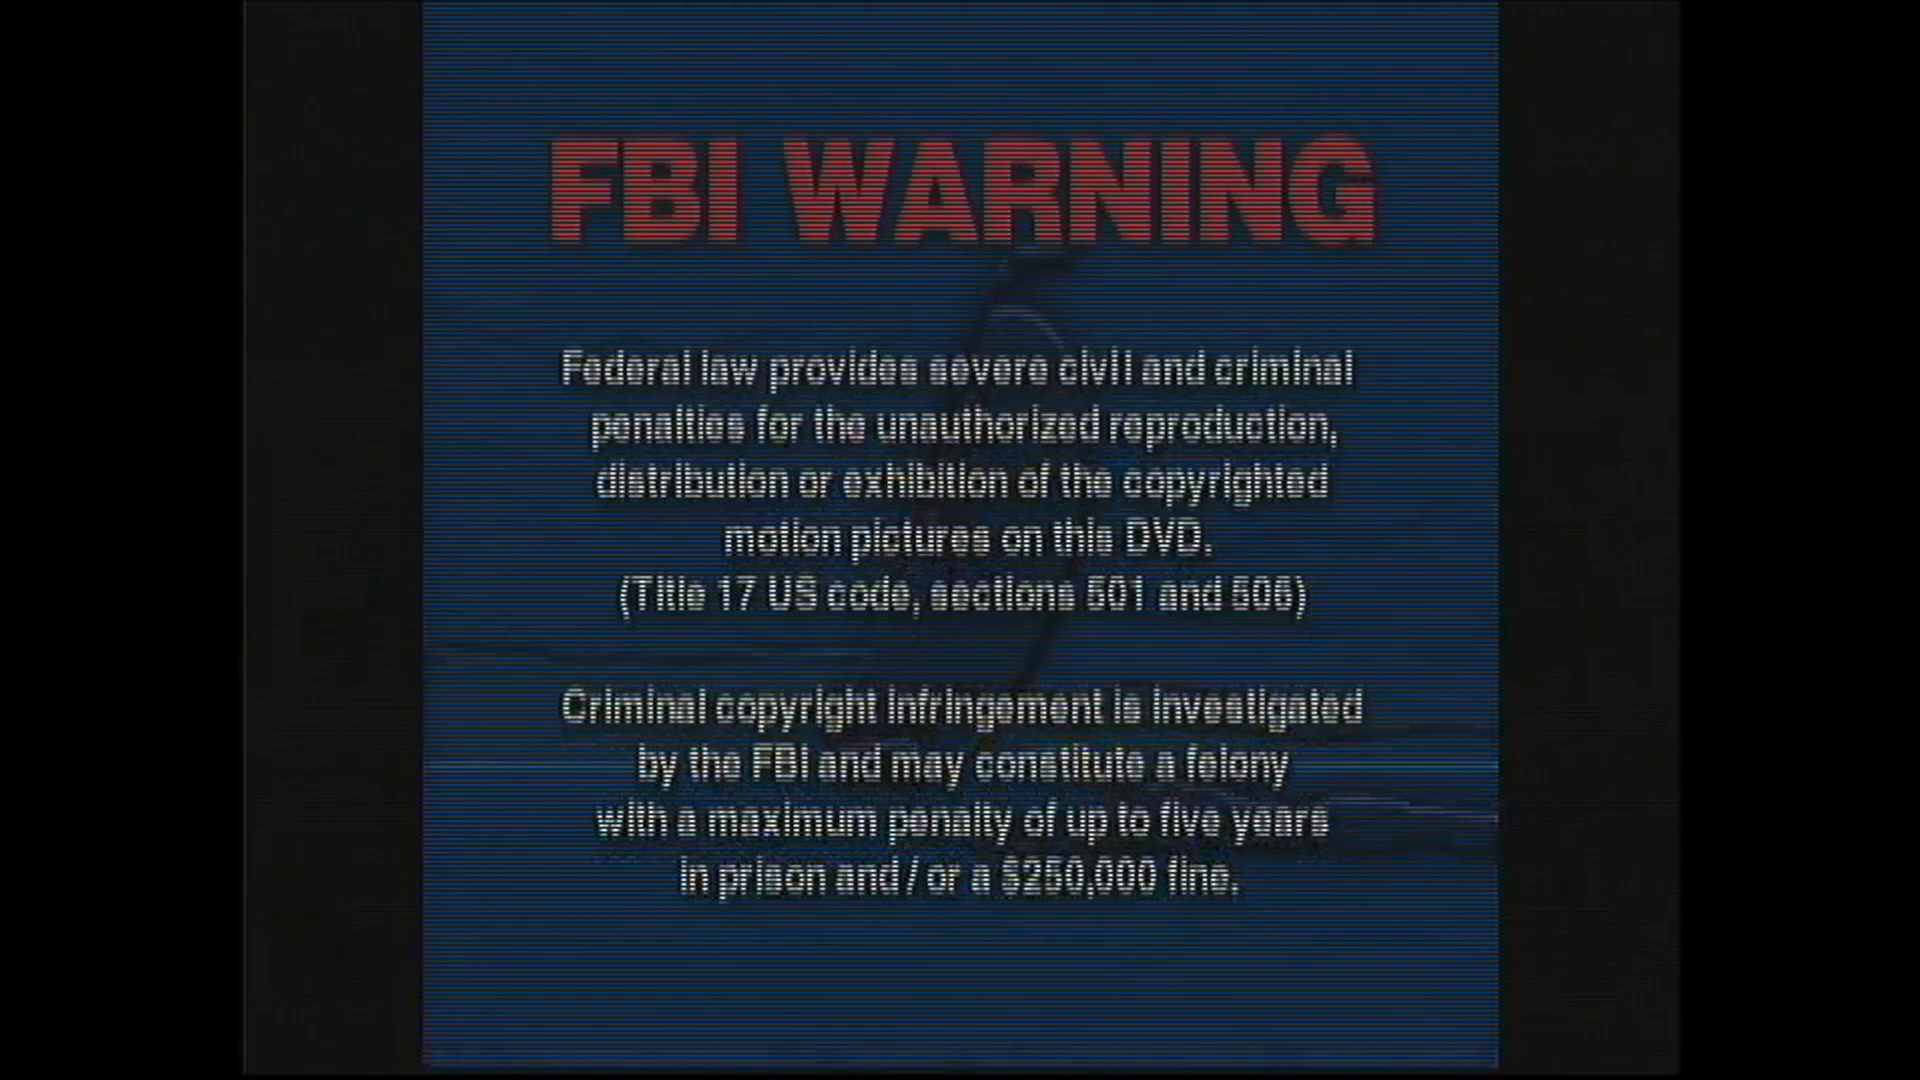 FBI WARNING
Federal law provides severe civil and criminal
penalties for the unauthorized reproduction,
distribution or exhibition of the copyrighted
motion pictures on this DVD.
(Title 17 US code, sections 501 and 506)
Criminal copyright infringement is investigated
by the FBI and may constitute a felony
with a maximum penalty of up to five years
in prison and / or a $250,000 fine.